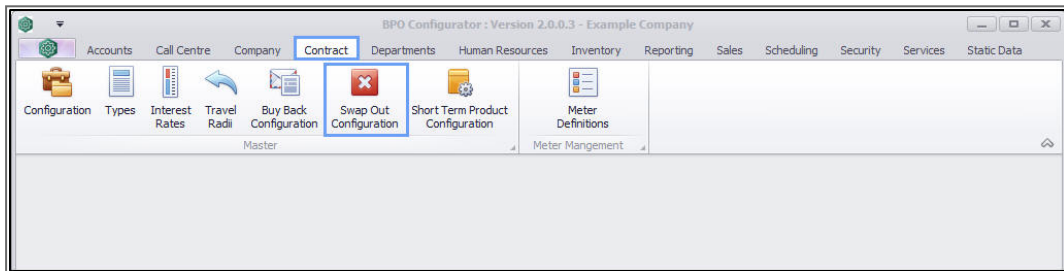 BPO Configurator : Version 2.0.0.3 - Example Company
Accounts Call Centre Company Contract Departments Human Resources Inventory Reporting Sales Scheduling Security Services Static Data
Configuration Types Interest Rates Travel Radii Buy Back Configuration Swap Out Configuration Short Term Product Configuration Meter Definitions
Master Meter Mangement